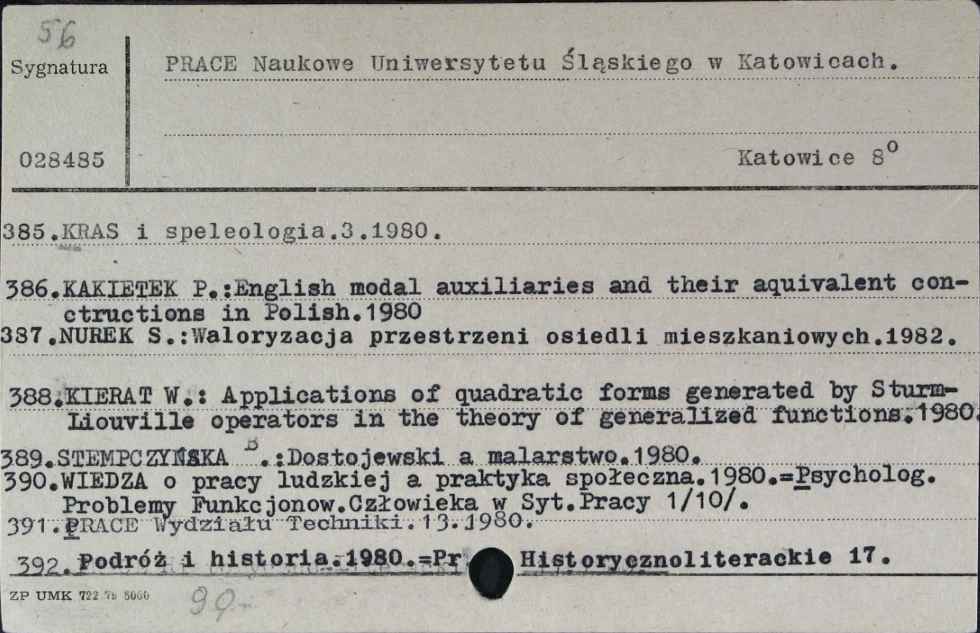 56
Sygnatura
PRACE Naukowe Uniwersytetu Śląskiego w Katowicach.
028485
Katowice 8º
385.KRAS i speleologia.3.1980.
386.KAKIETEK P.:English modal auxiliaries and their aquivalent con-
ctructions in Polish.1980
387.NUREK S.:Waloryzacja przestrzeni osiedli mieszkaniowych.1982.
388.KIERAT W.: Applications of quadratic forms generated by Sturm-
Liouville operators in the theory of generalized functions.1980.
389.STEMPCZYŃSKA B.:Dostojewski a malarstwo.1980.
390.WIEDZA o pracy ludzkiej a praktyka społeczna.1980.=Psycholog.
Problemy Funkcjonow.Człowieka w Syt.Pracy 1/10/.
391.PRACE Wydziału Techniki.13.1980.
392.Podróż i historia.1980.=Pr Historycznoliterackie 17.
ZP UMK 722 75 5000 90-